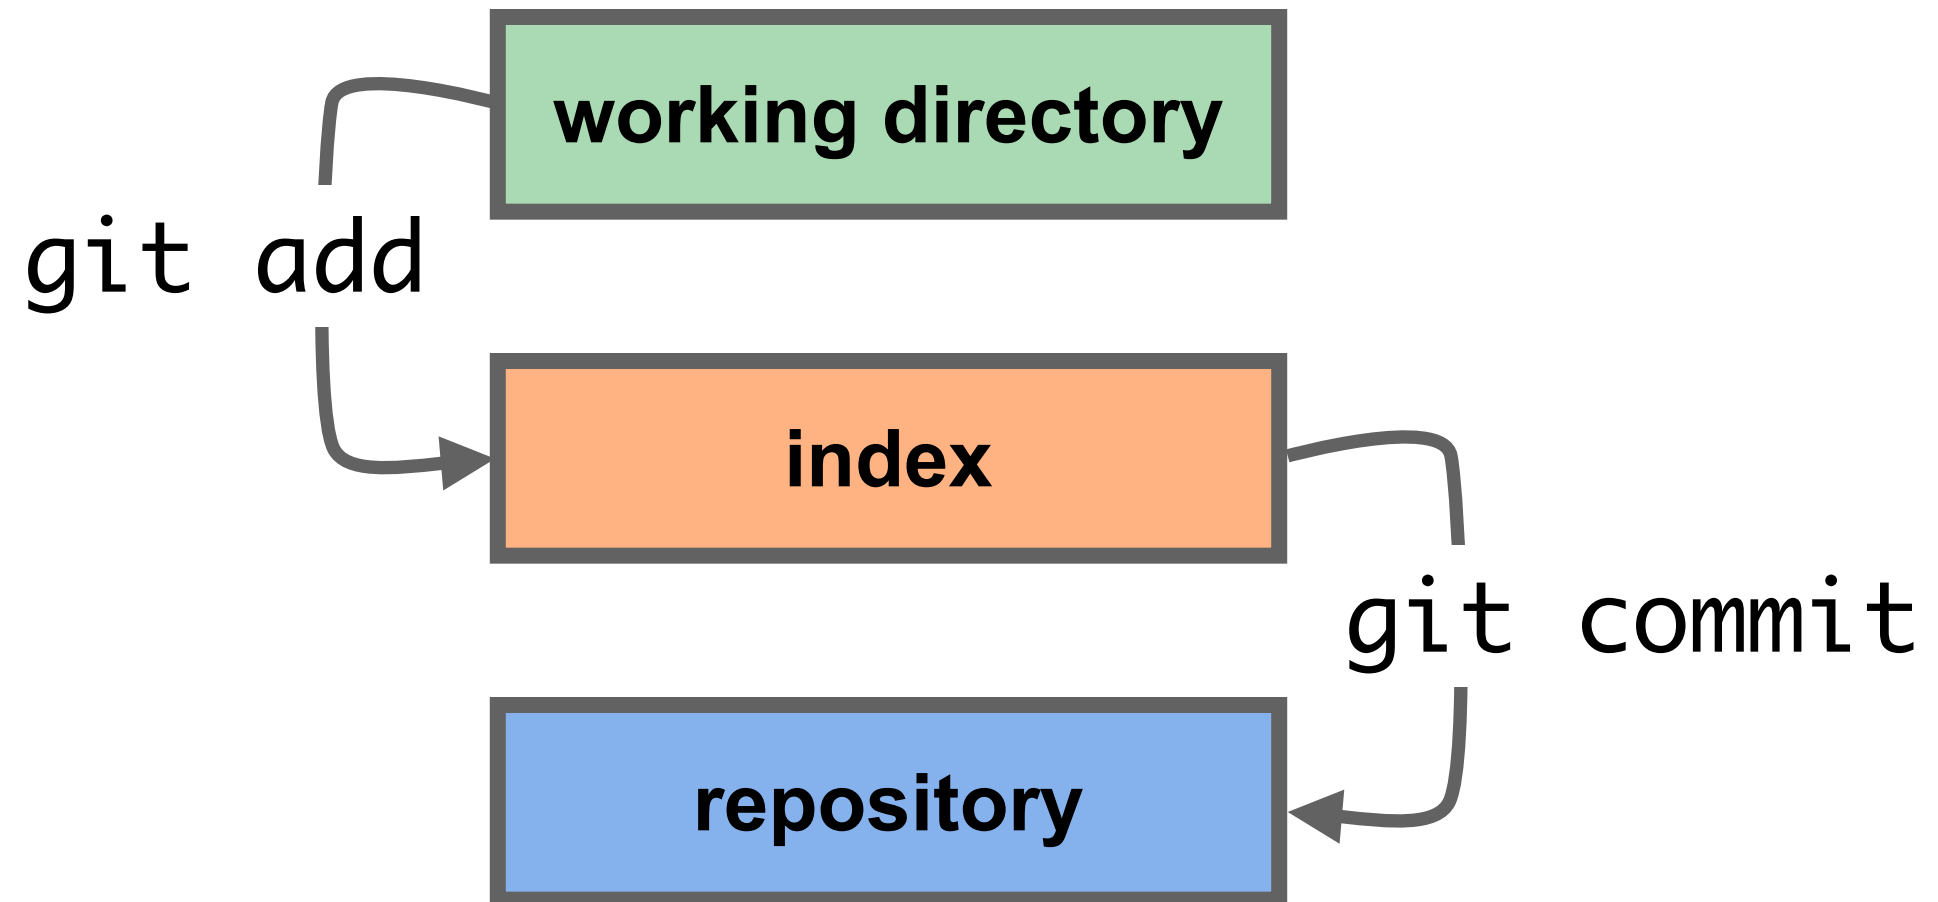 working directory
git add
index
git commit
repository